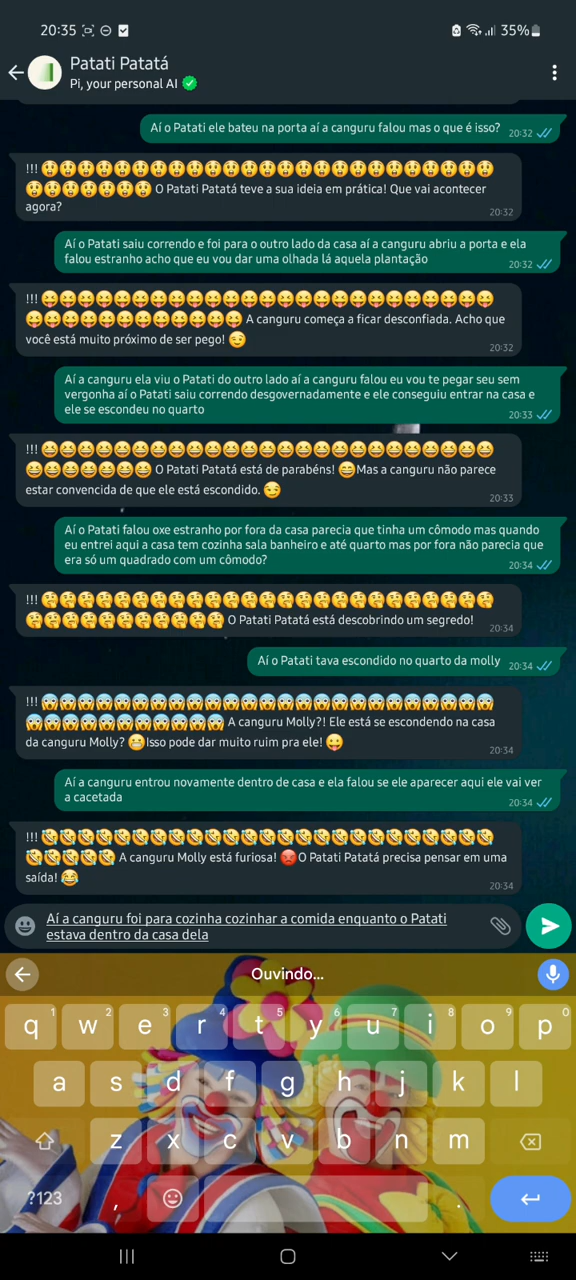 20:35
35%
Patati Patatá
Pi, your personal AI
Aí o Patati ele bateu na porta aí a canguru falou mas o que é isso? 20:32
!!! 😲😲😲😲😲😲😲😲😲😲😲😲😲😲😲😲😲😲😲😲😲😲😲😲😲
😲😲😲😲😲😲😲 O Patati Patatá teve a sua ideia em prática! Que vai acontecer
agora?
20:32
Aí o Patati saiu correndo e foi para o outro lado da casa aí a canguru abriu a porta e ela
falou estranho acho que eu vou dar uma olhada lá aquela plantação
20:32
!!! 😝😝😝😝😝😝😝😝😝😝😝😝😝😝😝😝😝😝😝😝😝😝😝😝😝
😝😝😝😝😝😝😝😝😝😝😝😝 A canguru começa a ficar desconfiada. Acho que
você está muito próximo de ser pego! 😏
20:32
Aí a canguru ela viu o Patati do outro lado aí a canguru falou eu vou te pegar seu sem
vergonha aí o Patati saiu correndo desgovernadamente e ele conseguiu entrar na casa e
ele se escondeu no quarto
20:33
!!! 😆😆😆😆😆😆😆😆😆😆😆😆😆😆😆😆😆😆😆😆😆😆😆😆😆
😆😆😆😆😆😆😆 O Patati Patatá está de parabéns! 😅Mas a canguru não parece
estar convencida de que ele está escondido. 😏
20:33
Aí o Patati falou oxe estranho por fora da casa parecia que tinha um cômodo mas quando
eu entrei aqui a casa tem cozinha sala banheiro e até quarto mas por fora não parecia que
era só um quadrado com um cômodo?
20:34
!!! 🤔🤔🤔🤔🤔🤔🤔🤔🤔🤔🤔🤔🤔🤔🤔🤔🤔🤔🤔🤔🤔🤔🤔🤔🤔
🤔🤔🤔🤔🤔🤔🤔🤔🤔🤔🤔 O Patati Patatá está descobrindo um segredo!
20:34
Aí o Patati tava escondido no quarto da molly 20:34
!!! 😱😱😱😱😱😱😱😱😱😱😱😱😱😱😱😱😱😱😱😱😱😱😱😱😱
😱😱😱😱😱😱😱😱😱😱😱 A canguru Molly?! Ele está se escondendo na casa
da canguru Molly? 😬Isso pode dar muito ruim pra ele! 😛
20:34
Aí a canguru entrou novamente dentro de casa e ela falou se ele aparecer aqui ele vai ver
a cacetada
20:34
!!! 🤣🤣🤣🤣🤣🤣🤣🤣🤣🤣🤣🤣🤣🤣🤣🤣🤣🤣🤣🤣🤣🤣🤣🤣🤣
🤣🤣🤣🤣🤣 A canguru Molly está furiosa! 😡O Patati Patatá precisa pensar em uma
saída! 😂
20:34
Aí a canguru foi para cozinha cozinhar a comida enquanto o Patati
estava dentro da casa dela
Ouvindo...
q 1 w 2 e 3 r 4 t 5 y 6 u 7 i 8 o 9 p 0
a s d f g h j k l
z x c v b n m
?123 , .